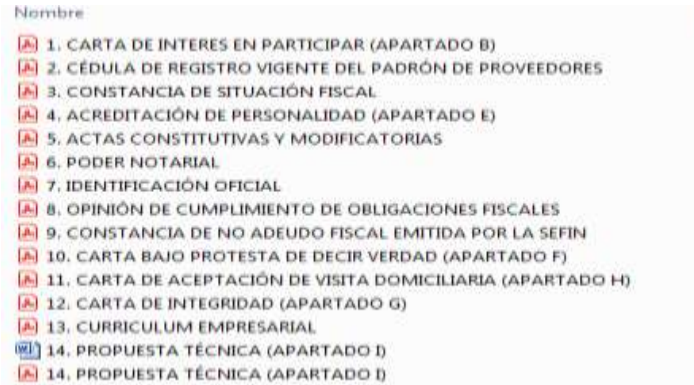 Nombre
1. CARTA DE INTERES EN PARTICIPAR (APARTADO B)
2. CÉDULA DE REGISTRO VIGENTE DEL PADRÓN DE PROVEEDORES
3. CONSTANCIA DE SITUACIÓN FISCAL
4. ACREDITACIÓN DE PERSONALIDAD (APARTADO E)
5. ACTAS CONSTITUTIVAS Y MODIFICATORIAS
6. PODER NOTARIAL
7. IDENTIFICACIÓN OFICIAL
8. OPINIÓN DE CUMPLIMIENTO DE OBLIGACIONES FISCALES
9. CONSTANCIA DE NO ADEUDO FISCAL EMITIDA POR LA SEFIN
10. CARTA BAJO PROTESTA DE DECIR VERDAD (APARTADO F)
11. CARTA DE ACEPTACIÓN DE VISITA DOMICILIARIA (APARTADO H)
12. CARTA DE INTEGRIDAD (APARTADO G)
13. CURRICULUM EMPRESARIAL
14. PROPUESTA TÉCNICA (APARTADO I)
14. PROPUESTA TÉCNICA (APARTADO I)